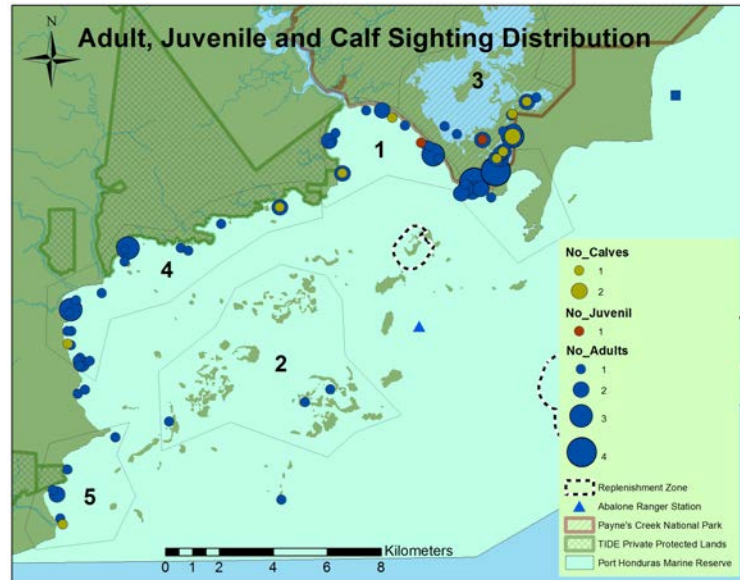 Adult, Juvenile and Calf Sighting Distribution
N
3
1
4
2
5
No_Calves
1
2
No_Juvenil
1
No_Adults
1
2
3
4
Replenishment Zone
Abalone Ranger Station
Payne's Creek National Park
TIDE Private Protected Lands
Port Honduras Marine Reserve
Kilometers
0 1 2 4 6 8